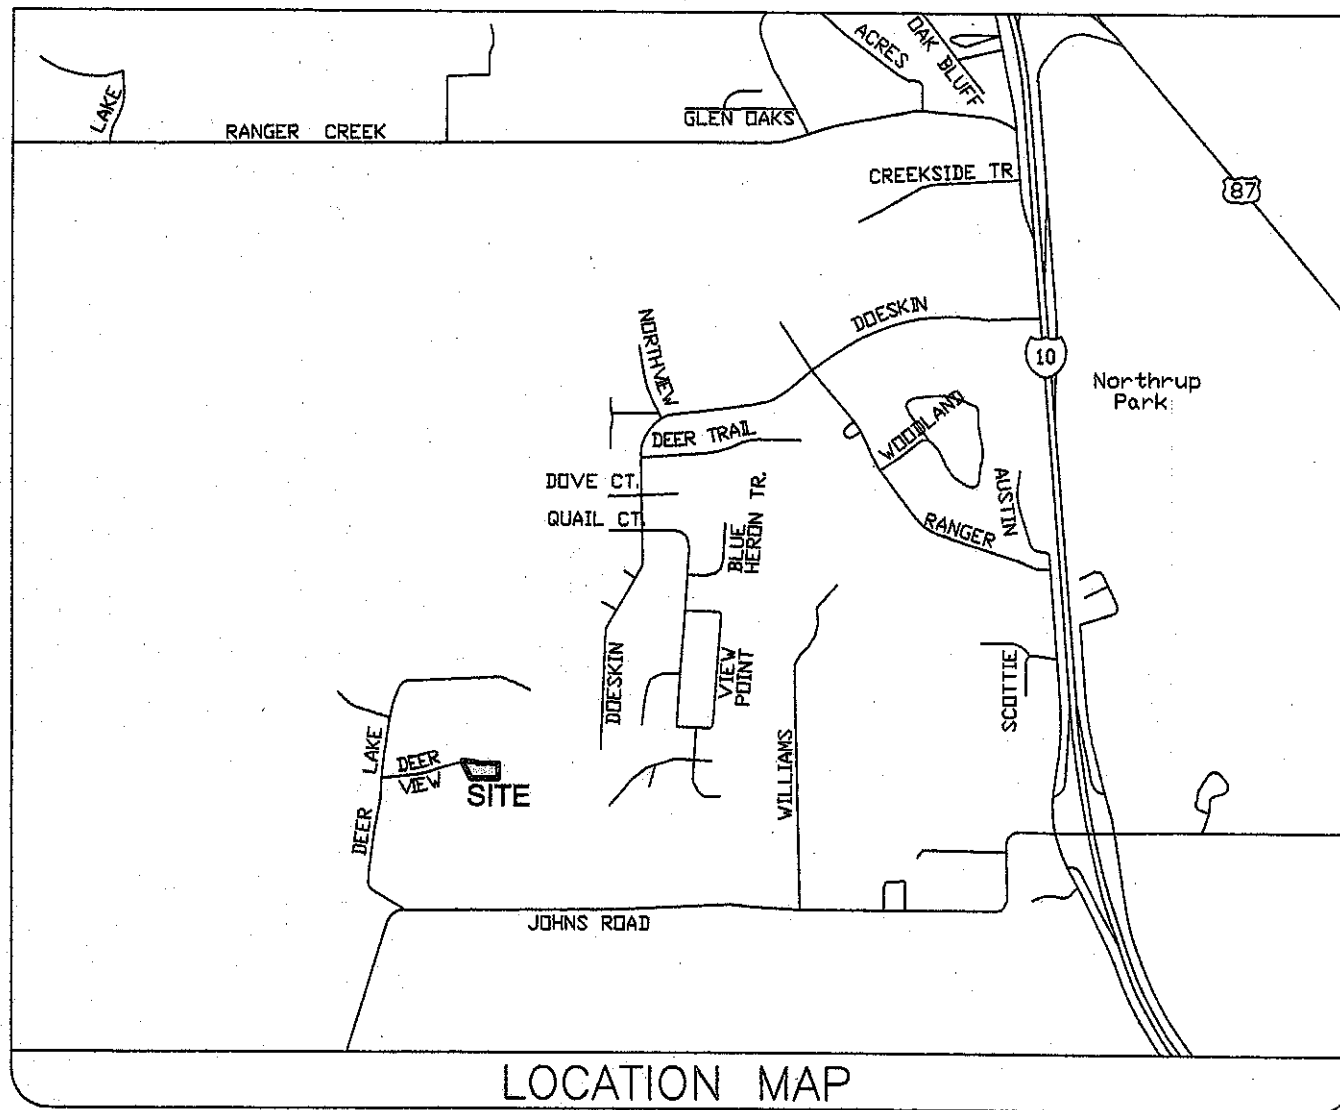 ACRES
OAK BLUFF
LAKE
GLEN OAKS
RANGER CREEK
CREEKSIDE TR
87
DOESKIN
NORTHVIEW
10
Northrup
Park
WOODLAND
DEER TRAIL
DOVE CT.
QUAIL CT.
BLUE
HERON TR.
AUSTIN
RANGER
DOESKIN
VIEW
POINT
SCOTTIE
LAKE
DEER
VIEW
SITE
WILLIAMS
DEER
JOHNS ROAD
LOCATION MAP